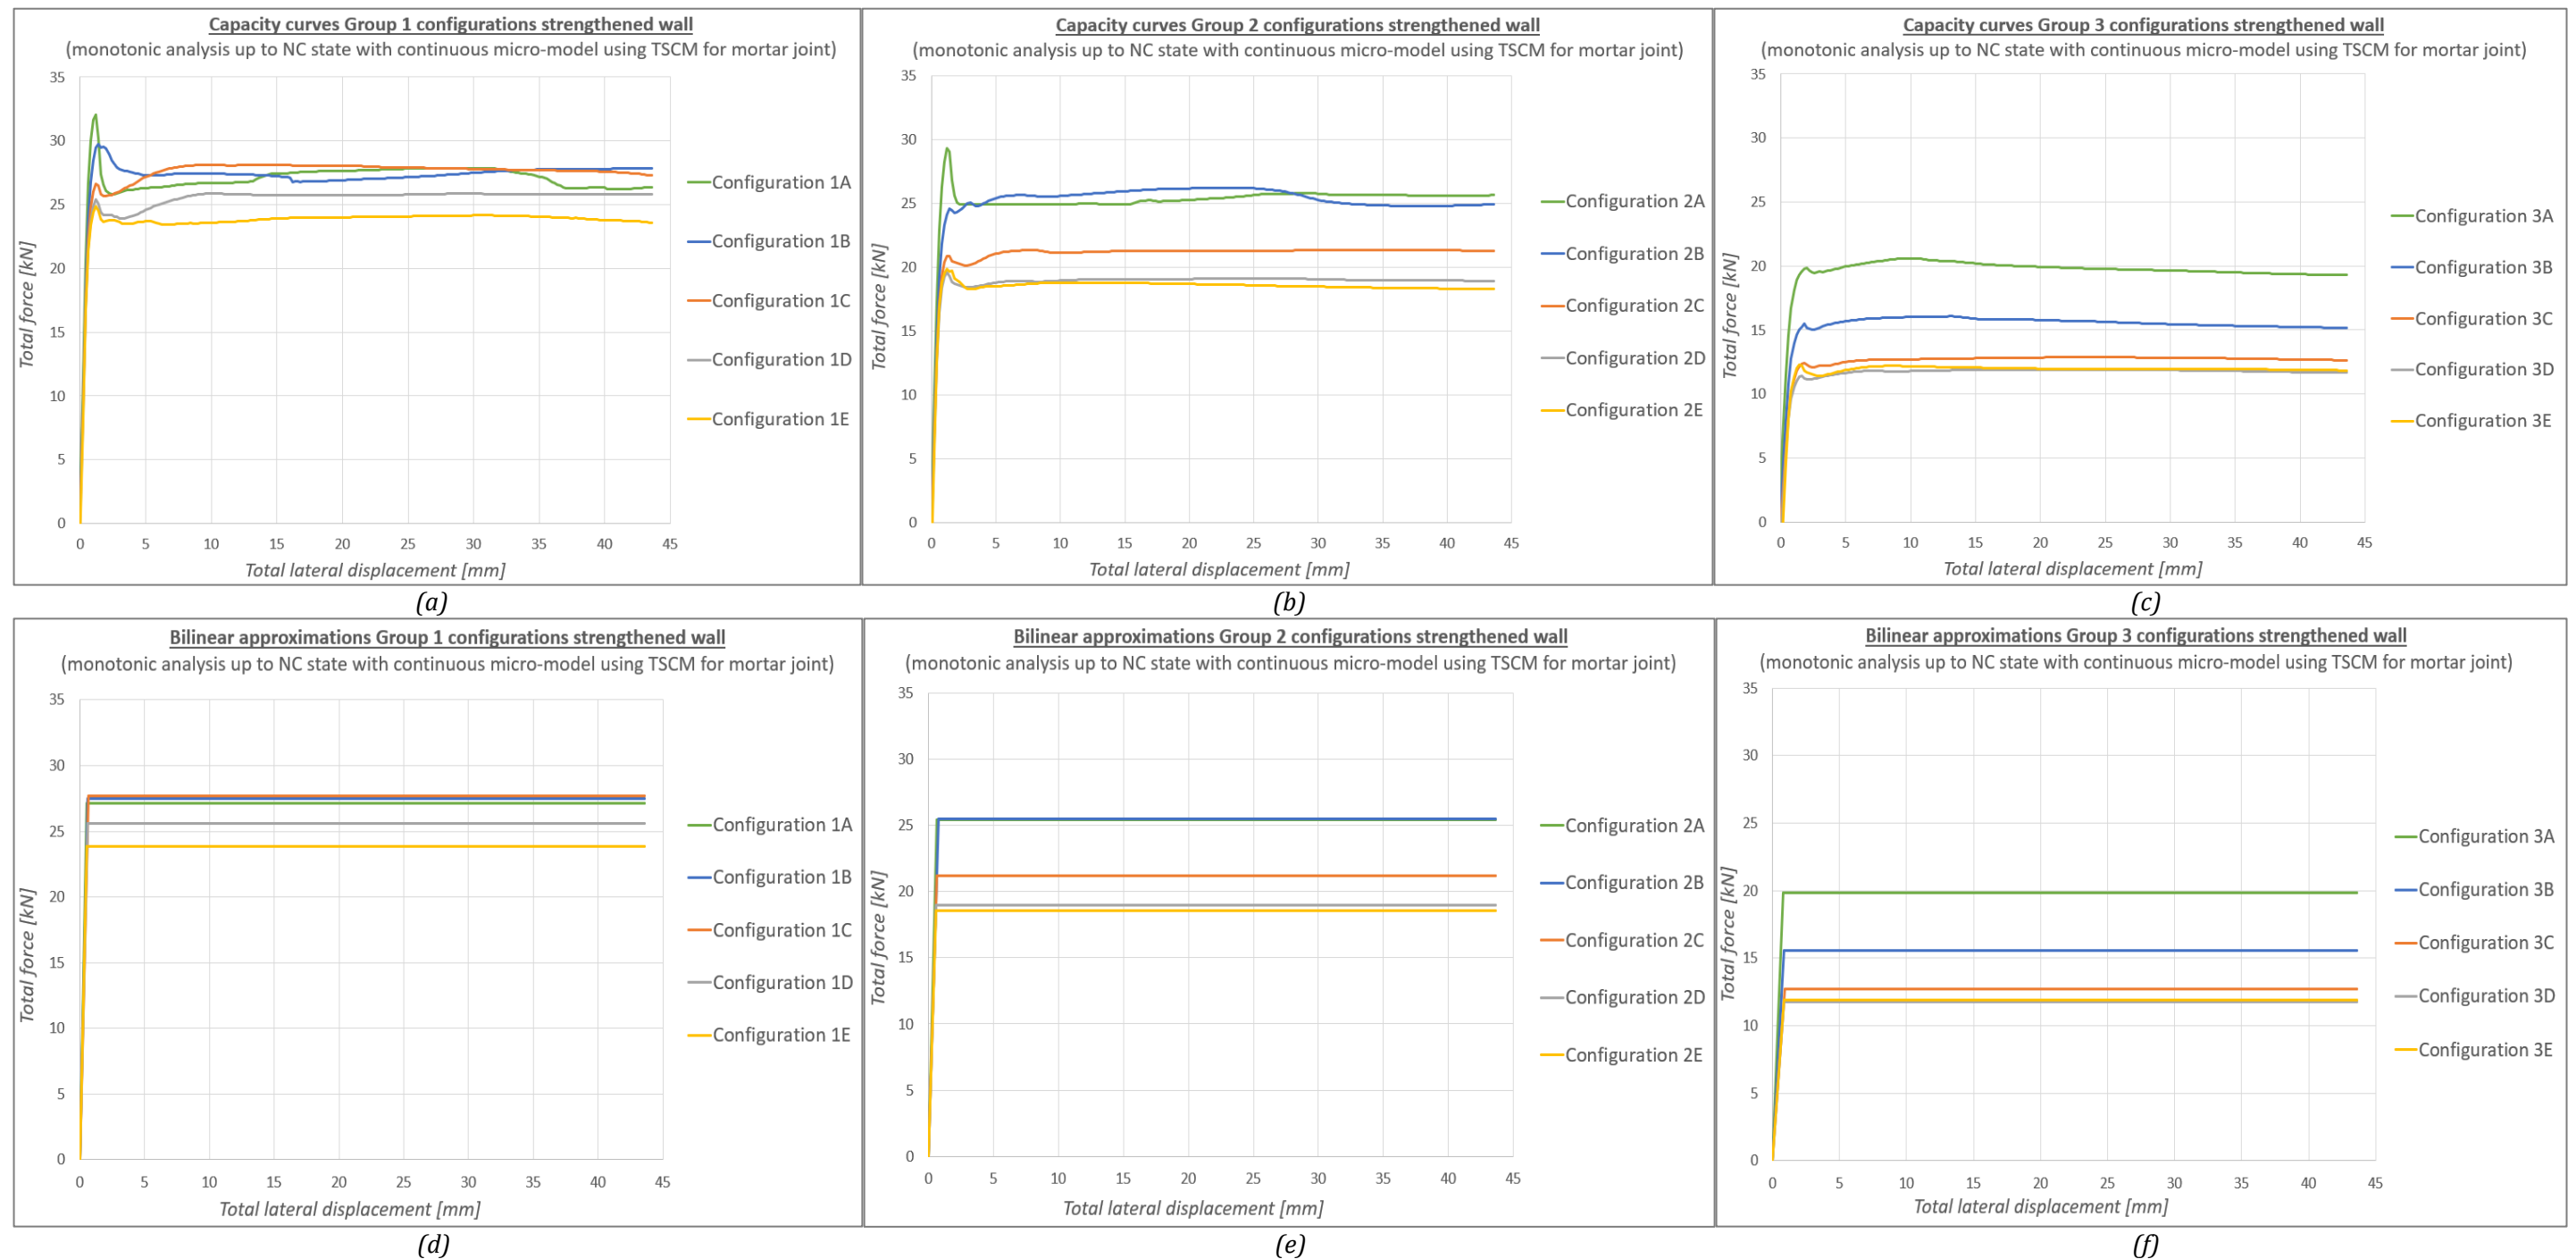 Capacity curves Group 1 configurations strengthened wall
(monotonic analysis up to NC state with continuous micro-model using TSCM for mortar joint)
35
30
25
20
15
10
5
0
Total force [kN]
0 5 10 15 20 25 30 35 40 45
Total lateral displacement [mm]
Configuration 1A
Configuration 1B
Configuration 1C
Configuration 1D
Configuration 1E
(a)
Capacity curves Group 2 configurations strengthened wall
(monotonic analysis up to NC state with continuous micro-model using TSCM for mortar joint)
35
30
25
20
15
10
5
0
Total force [kN]
0 5 10 15 20 25 30 35 40 45
Total lateral displacement [mm]
Configuration 2A
Configuration 2B
Configuration 2C
Configuration 2D
Configuration 2E
(b)
Capacity curves Group 3 configurations strengthened wall
(monotonic analysis up to NC state with continuous micro-model using TSCM for mortar joint)
35
30
25
20
15
10
5
0
Total force [kN]
0 5 10 15 20 25 30 35 40 45
Total lateral displacement [mm]
Configuration 3A
Configuration 3B
Configuration 3C
Configuration 3D
Configuration 3E
(c)
Bilinear approximations Group 1 configurations strengthened wall
(monotonic analysis up to NC state with continuous micro-model using TSCM for mortar joint)
35
30
25
20
15
10
5
0
Total force [kN]
0 5 10 15 20 25 30 35 40 45
Total lateral displacement [mm]
Configuration 1A
Configuration 1B
Configuration 1C
Configuration 1D
Configuration 1E
(d)
Bilinear approximations Group 2 configurations strengthened wall
(monotonic analysis up to NC state with continuous micro-model using TSCM for mortar joint)
35
30
25
20
15
10
5
0
Total force [kN]
0 5 10 15 20 25 30 35 40 45
Total lateral displacement [mm]
Configuration 2A
Configuration 2B
Configuration 2C
Configuration 2D
Configuration 2E
(e)
Bilinear approximations Group 3 configurations strengthened wall
(monotonic analysis up to NC state with continuous micro-model using TSCM for mortar joint)
35
30
25
20
15
10
5
0
Total force [kN]
0 5 10 15 20 25 30 35 40 45
Total lateral displacement [mm]
Configuration 3A
Configuration 3B
Configuration 3C
Configuration 3D
Configuration 3E
(f)